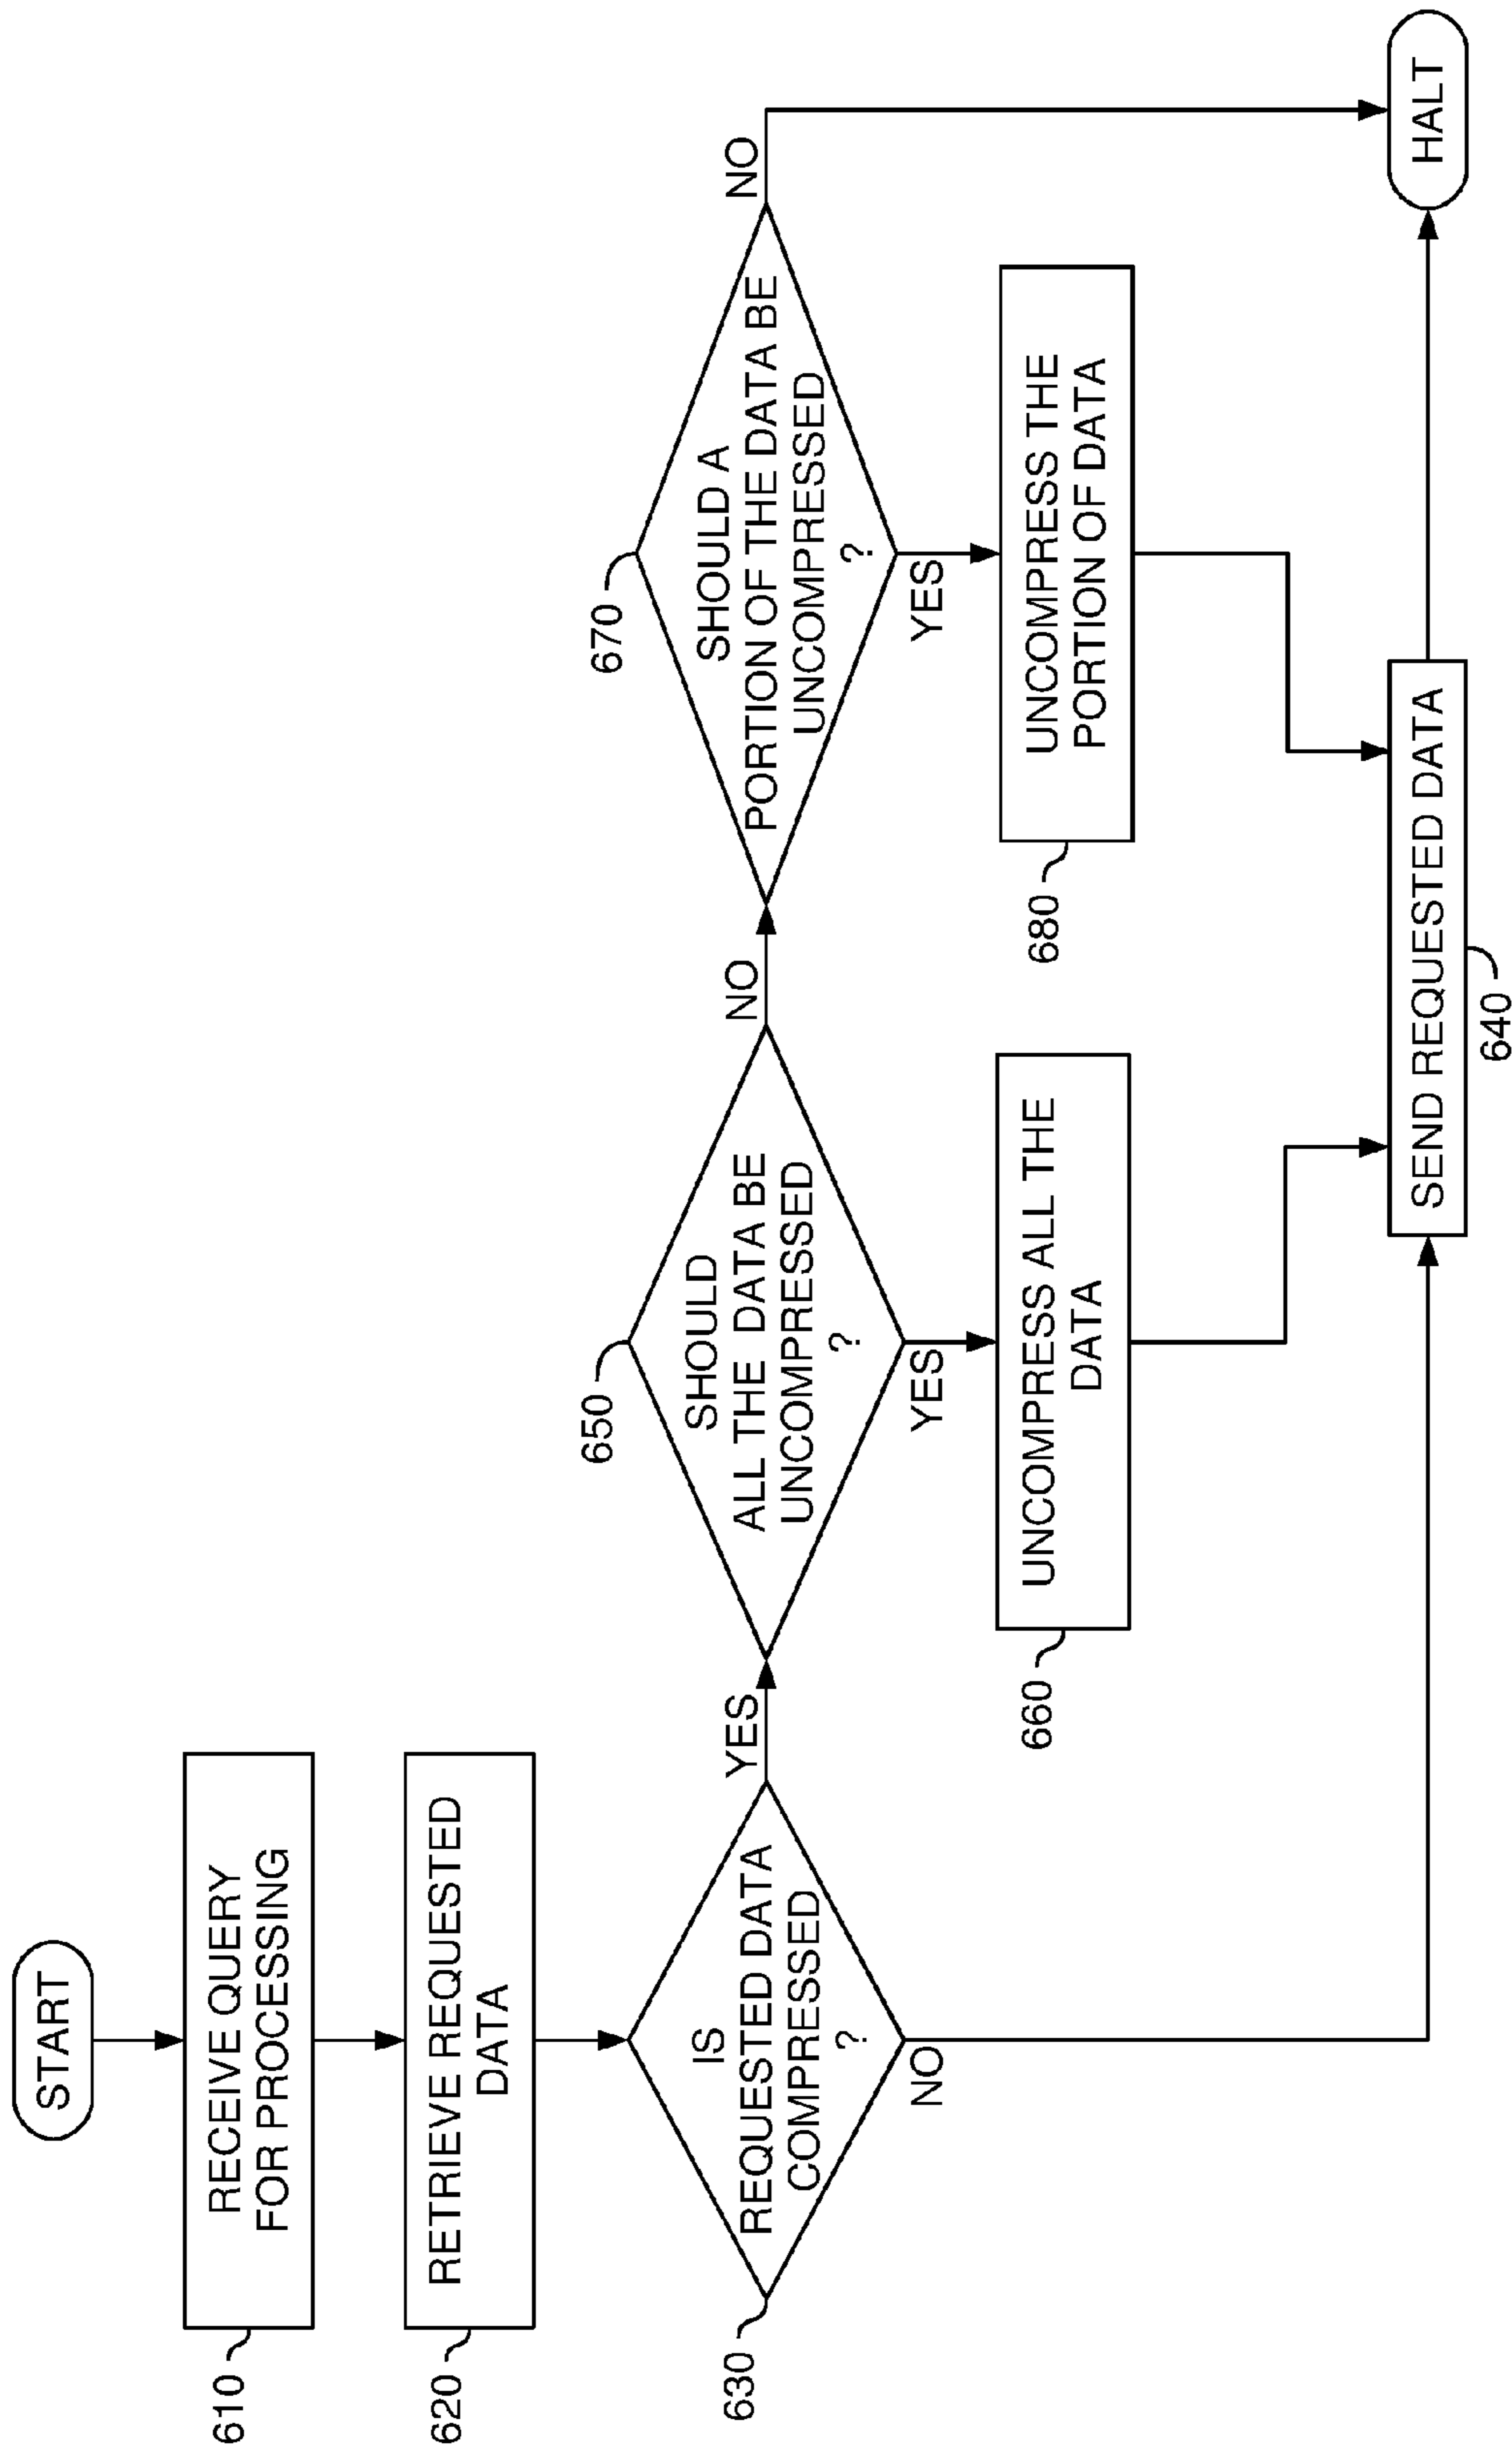 START
RECEIVE QUERY
FOR PROCESSING
610
RETRIEVE REQUESTED
DATA
620
IS
REQUESTED DATA
COMPRESSED
?
630
YES
NO
SHOULD
ALL THE DATA BE
UNCOMPRESSED
?
650
NO
YES
SHOULD A
PORTION OF THE DATA BE
UNCOMPRESSED
?
670
NO
YES
UNCOMPRESS ALL THE
DATA
660
UNCOMPRESS THE
PORTION OF DATA
680
SEND REQUESTED DATA
640
HALT